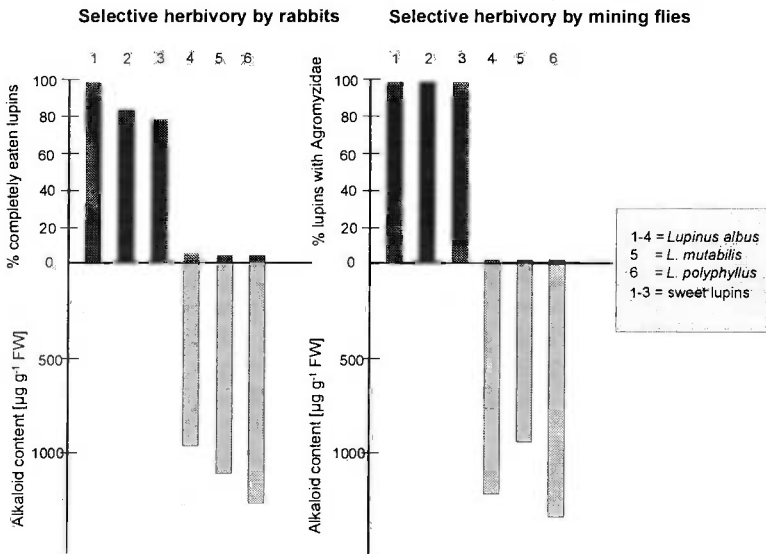 Selective herbivory by rabbits
Selective herbivory by mining flies
1 2 3 4 5 6
1 2 3 4 5 6
% completely eaten lupins
100
80
60
40
20
0
Alkaloid content [µg g⁻¹ FW]
500
1000
% lupins with Agromyzidae
100
80
60
40
20
0
Alkaloid content [µg g⁻¹ FW]
500
1000
1-4 = Lupinus albus
5 = L. mutabilis
6 = L. polyphyllus
1-3 = sweet lupins